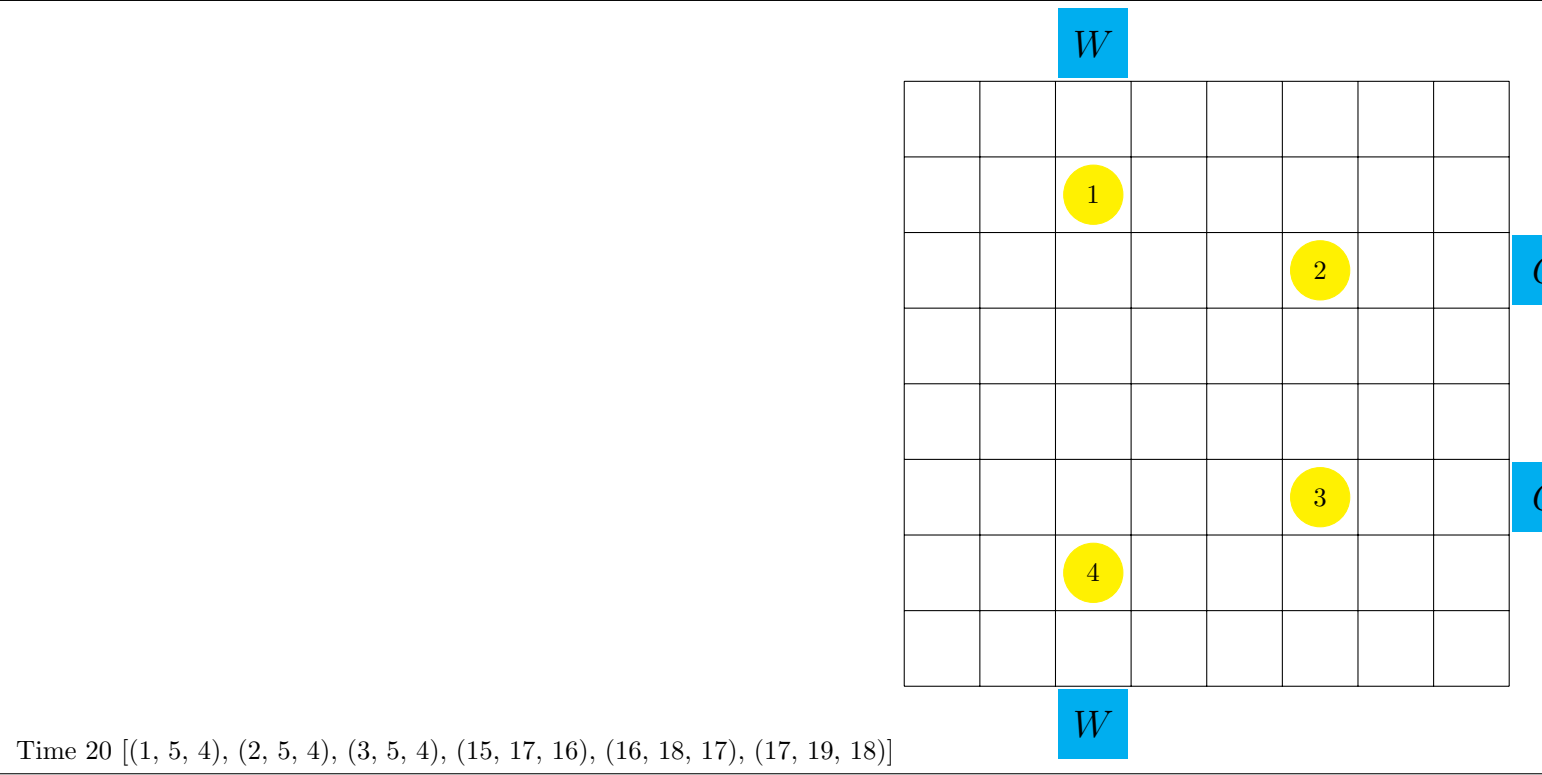 W
1
2
3
4
W
Time 20 [(1, 5, 4), (2, 5, 4), (3, 5, 4), (15, 17, 16), (16, 18, 17), (17, 19, 18)]